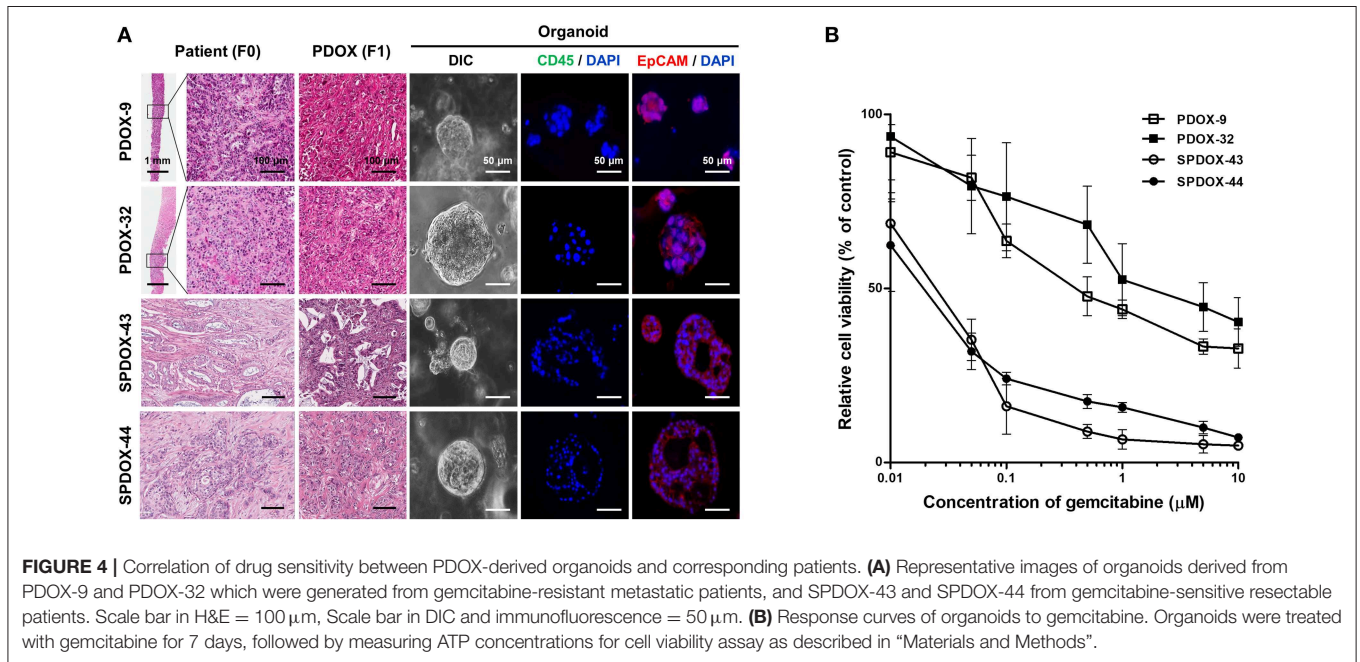 A
Organoid
Patient (F0) PDOX (F1) DIC CD45 / DAPI EpCAM / DAPI
PDOX-9
1 mm 100 µm 100 µm 50 µm 50 µm 50 µm
PDOX-32
SPDOX-43
SPDOX-44
B
Relative cell viability (% of control)
100
50
0
0.01 0.1 1 10
Concentration of gemcitabine (µM)
PDOX-9
PDOX-32
SPDOX-43
SPDOX-44
FIGURE 4 | Correlation of drug sensitivity between PDOX-derived organoids and corresponding patients. (A) Representative images of organoids derived from
PDOX-9 and PDOX-32 which were generated from gemcitabine-resistant metastatic patients, and SPDOX-43 and SPDOX-44 from gemcitabine-sensitive resectable
patients. Scale bar in H&E = 100 µm, Scale bar in DIC and immunofluorescence = 50 µm. (B) Response curves of organoids to gemcitabine. Organoids were treated
with gemcitabine for 7 days, followed by measuring ATP concentrations for cell viability assay as described in “Materials and Methods”.